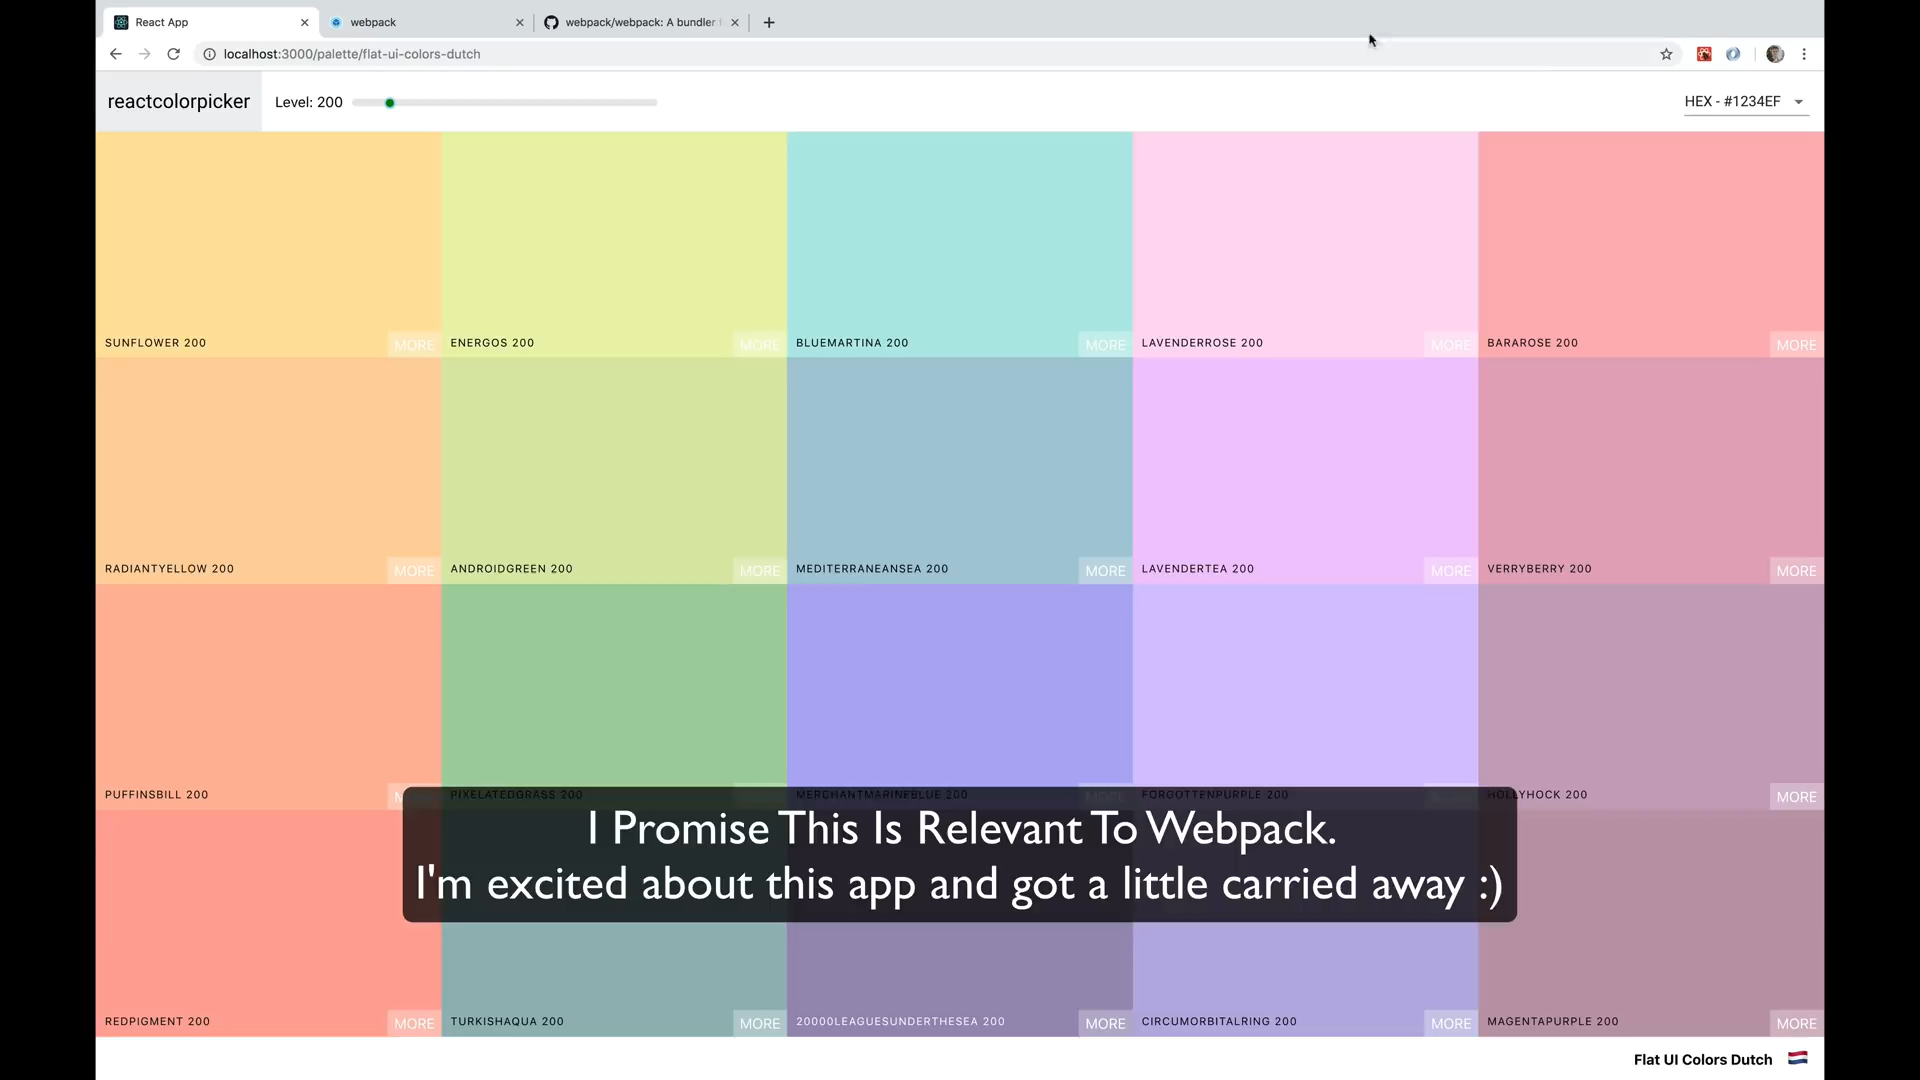 React App
webpack
webpack/webpack: A bundler
localhost:3000/palette/flat-ui-colors-dutch
reactcolorpicker
Level: 200
HEX - #1234EF
SUNFLOWER 200
MORE
ENERGOS 200
MORE
BLUEMARTINA 200
MORE
LAVENDERROSE 200
MORE
BARAROSE 200
MORE
RADIANTYELLOW 200
MORE
ANDROIDGREEN 200
MORE
MEDITERRANEANSEA 200
MORE
LAVENDERTEA 200
MORE
VERRYBERRY 200
MORE
PUFFINSBILL 200
PIXELATEDGRASS 200
MERCHANTMARINEBLUE 200
FORGOTTENPURPLE 200
HOLLYHOCK 200
MORE
I Promise This Is Relevant To Webpack.
I'm excited about this app and got a little carried away :)
REDPIGMENT 200
MORE
TURKISHAQUA 200
MORE
20000LEAGUESUNDERTHESEA 200
MORE
CIRCUMORBITALRING 200
MORE
MAGENTAPURPLE 200
MORE
Flat UI Colors Dutch